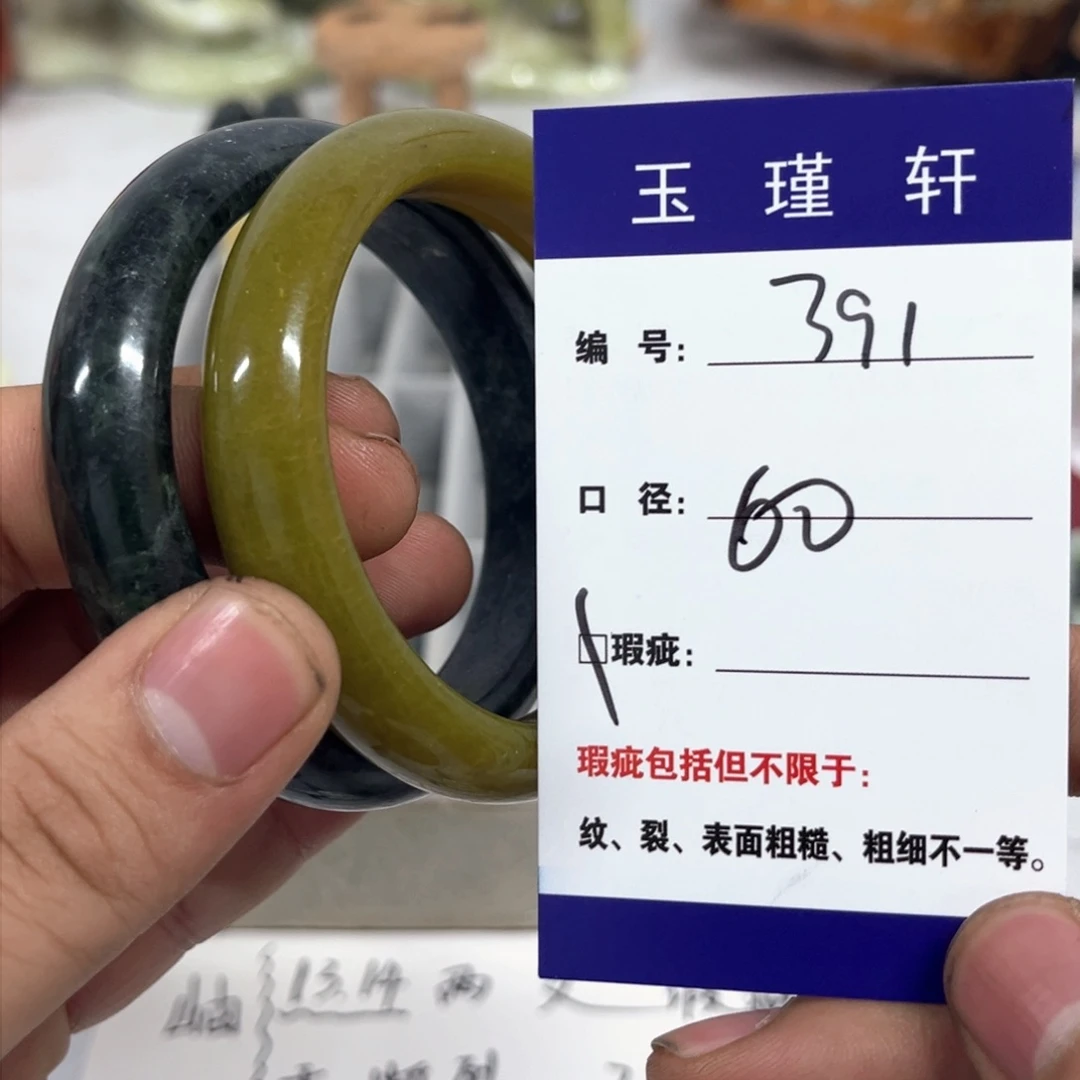 玉瑾轩
编号：391
口径：60
瑕疵：
瑕疵包括但不限于：
纹、裂、表面粗糙、粗细不一等。